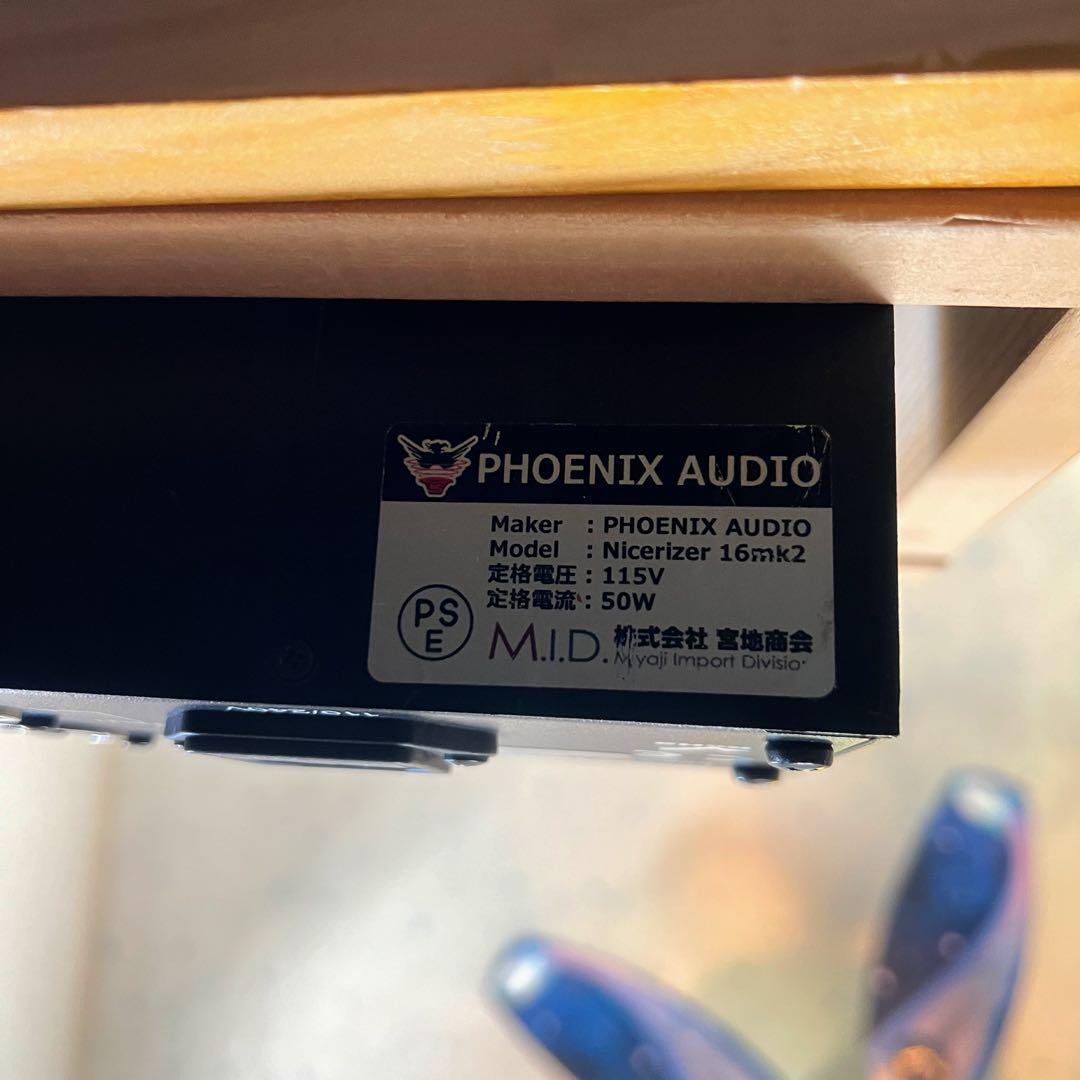 PHOENIX AUDIO
Maker : PHOENIX AUDIO
Model : Nicerizer 16mk2
定格電圧 : 115V
定格電流 : 50W
PS
E
M.I.D. 株式会社 宮地商会
Miyaji Import Division